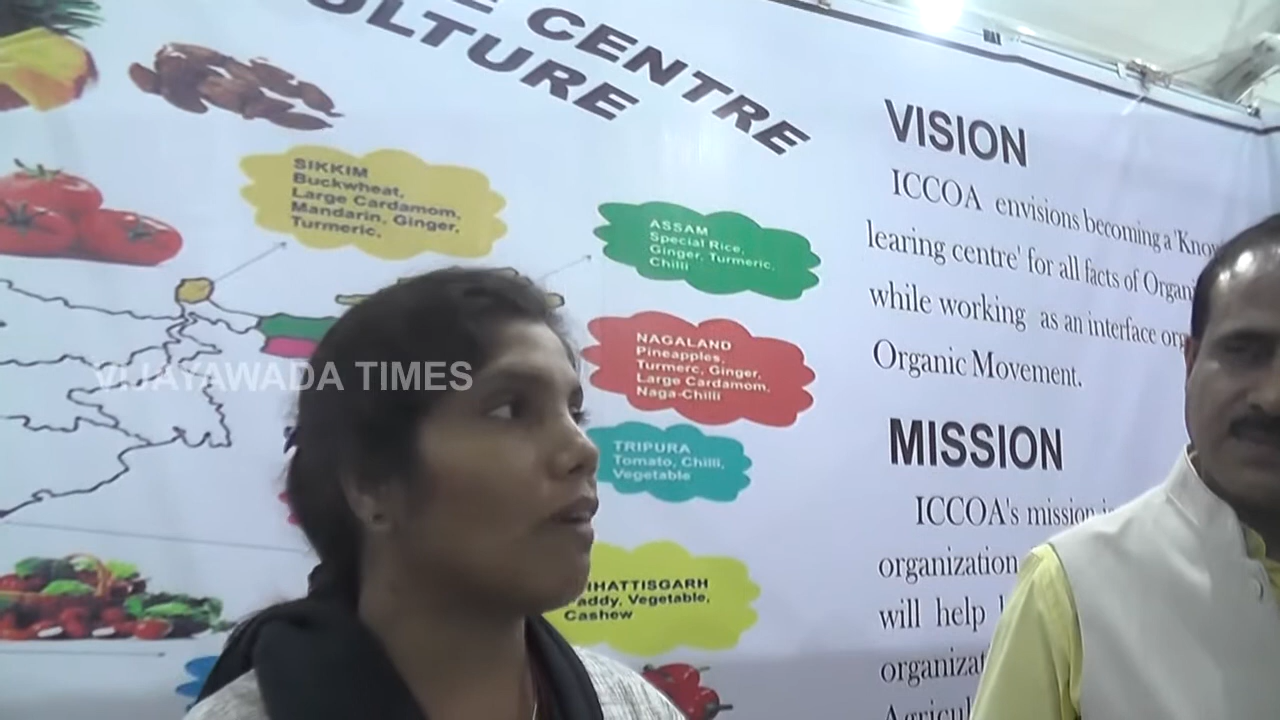 E CENTRE
ULTURE
SIKKIM
Buckwheat,
Large Cardamom,
Mandarin, Ginger,
Turmeric,
ASSAM
Special Rice,
Ginger, Turmeric,
Chilli
NAGALAND
Pineapples,
Turmerc, Ginger,
Large Cardamom,
Naga-Chilli
TRIPURA
Tomato, Chilli,
Vegetable
HHATTISGARH
addy, Vegetable,
Cashew
VISION
ICCOA envisions becoming a 'Know
learing centre' for all facts of Organ
while working as an interface org
Organic Movement.
MISSION
ICCOA's mission
organization
will help
organizat
Agricul
VIJAYAWADA TIMES